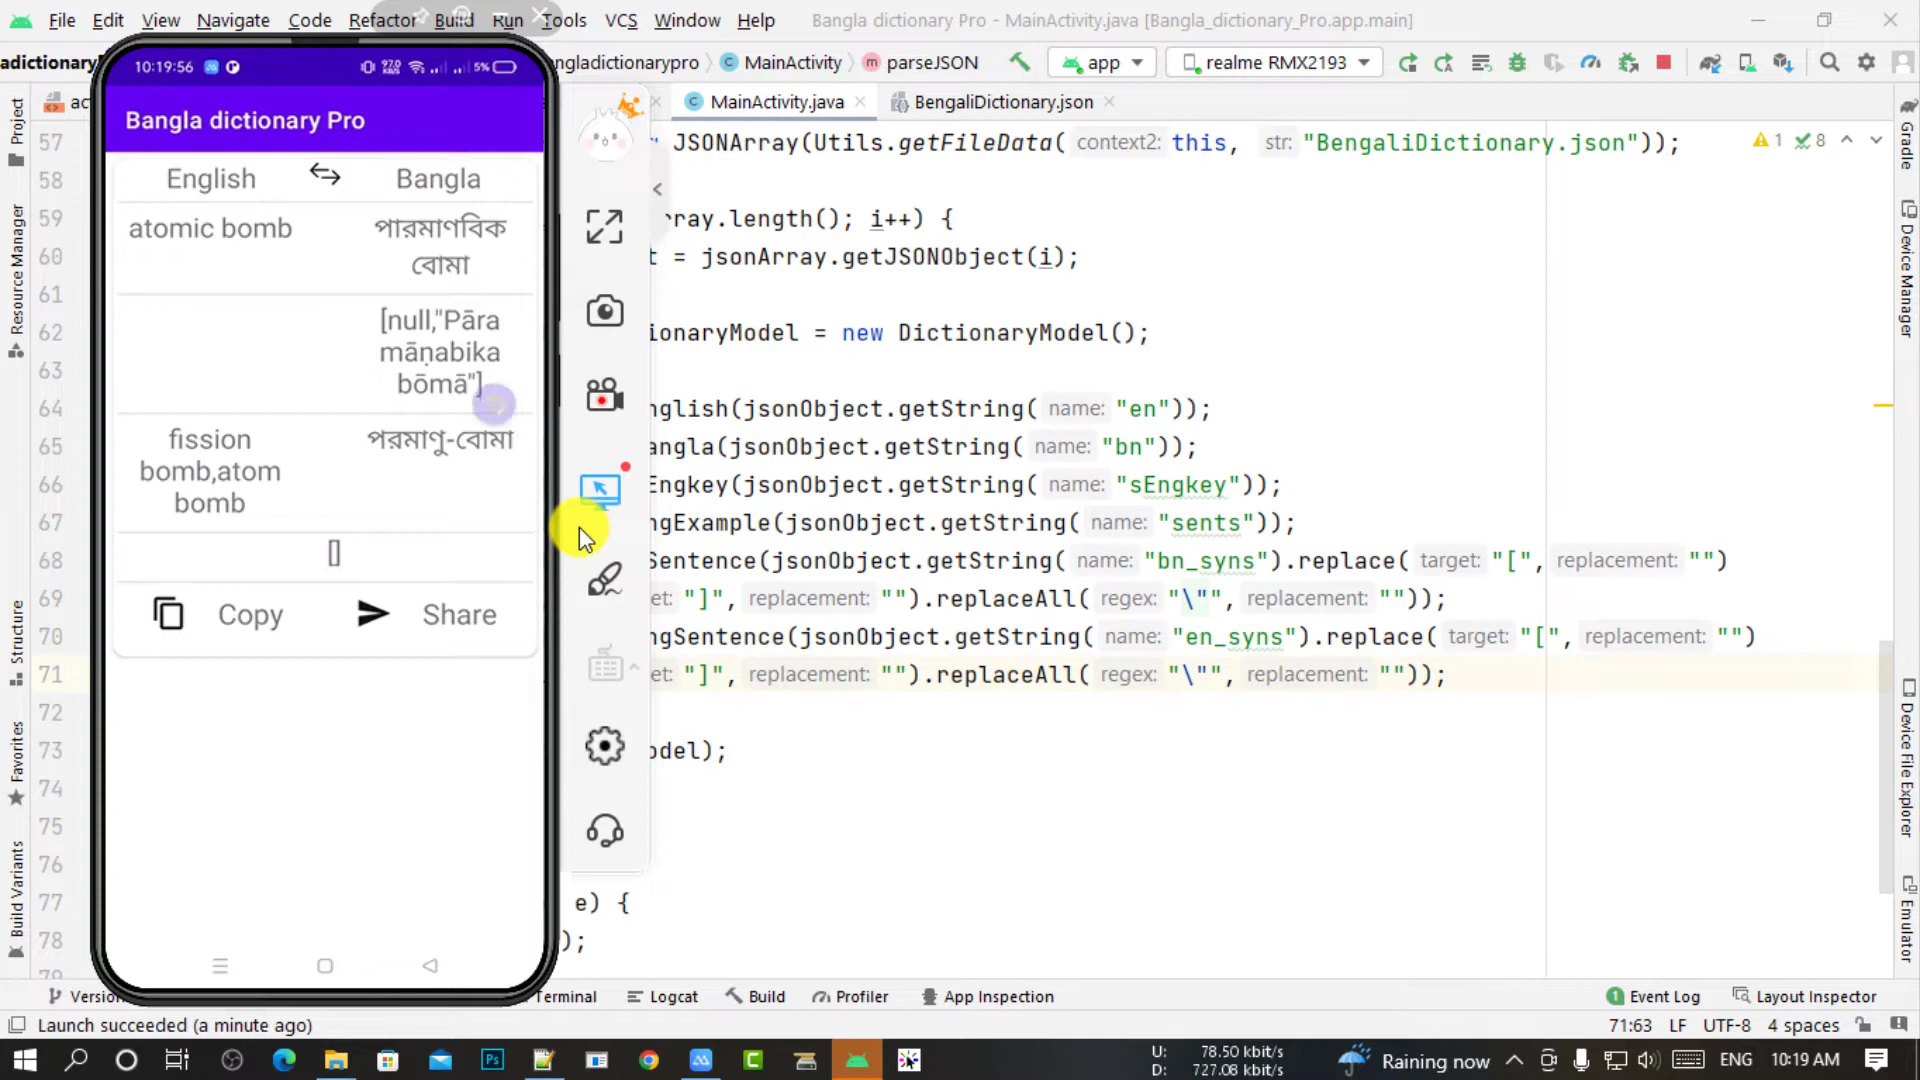 File Edit View Navigate Code Refactor Build Run Tools VCS Window Help Bangla dictionary Pro - MainActivity.java [Bangla_dictionary_Pro.app.main]
adictionary ngladictionarypro MainActivity parseJSON app realme RMX2193
10:19:56 5%
Bangla dictionary Pro
English Bangla
atomic bomb পারমাণবিক
বোমা
[null,"Pāra
māṇabika
bōmā"]
fission পরমাণু-বোমা
bomb,atom
bomb
[]
Copy Share
MainActivity.java BengaliDictionary.json
57 JSONArray(Utils.getFileData( context2: this, str: "BengaliDictionary.json"));
1 8
58
59 rray.length(); i++) {
60 t = jsonArray.getJSONObject(i);
61
62 ionaryModel = new DictionaryModel();
63
64 nglish(jsonObject.getString( name: "en"));
65 angla(jsonObject.getString( name: "bn"));
66 Engkey(jsonObject.getString( name: "sEngkey"));
67 ngExample(jsonObject.getString( name: "sents"));
68 Sentence(jsonObject.getString( name: "bn_syns").replace( target: "[", replacement: "")
69 et: "]", replacement: "").replaceAll( regex: "\"", replacement: ""));
70 ngSentence(jsonObject.getString( name: "en_syns").replace( target: "[", replacement: "")
71 et: "]", replacement: "").replaceAll( regex: "\"", replacement: ""));
72
73 odel);
74
75
76
77 e) {
78 );
79
Project
Resource Manager
Structure
Favorites
Build Variants
Gradle
Device Manager
Device File Explorer
Emulator
Version Terminal Logcat Build Profiler App Inspection 1 Event Log Layout Inspector
Launch succeeded (a minute ago) 71:63 LF UTF-8 4 spaces
U: 78.50 kbit/s
D: 727.08 kbit/s
Raining now ENG 10:19 AM